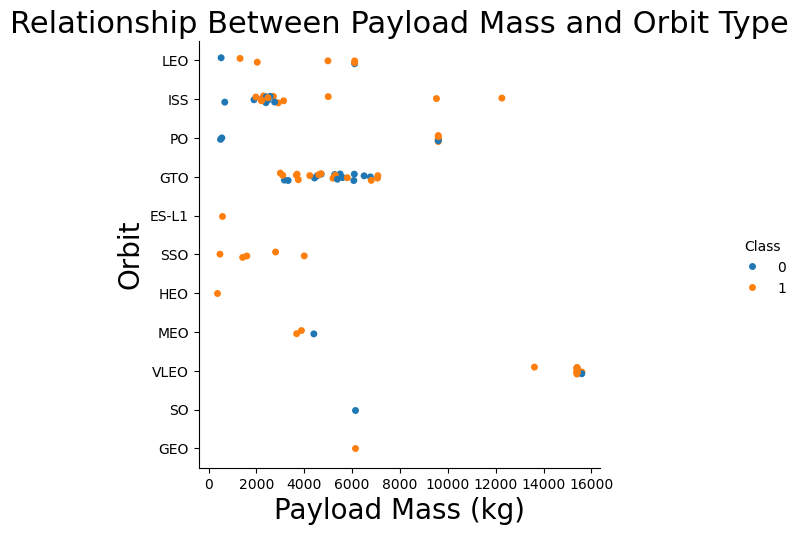 Relationship Between Payload Mass and Orbit Type
LEO
ISS
PO
GTO
ES-L1
SSO
HEO
MEO
VLEO
SO
GEO
Orbit
0 2000 4000 6000 8000 10000 12000 14000 16000
Payload Mass (kg)
Class
0
1